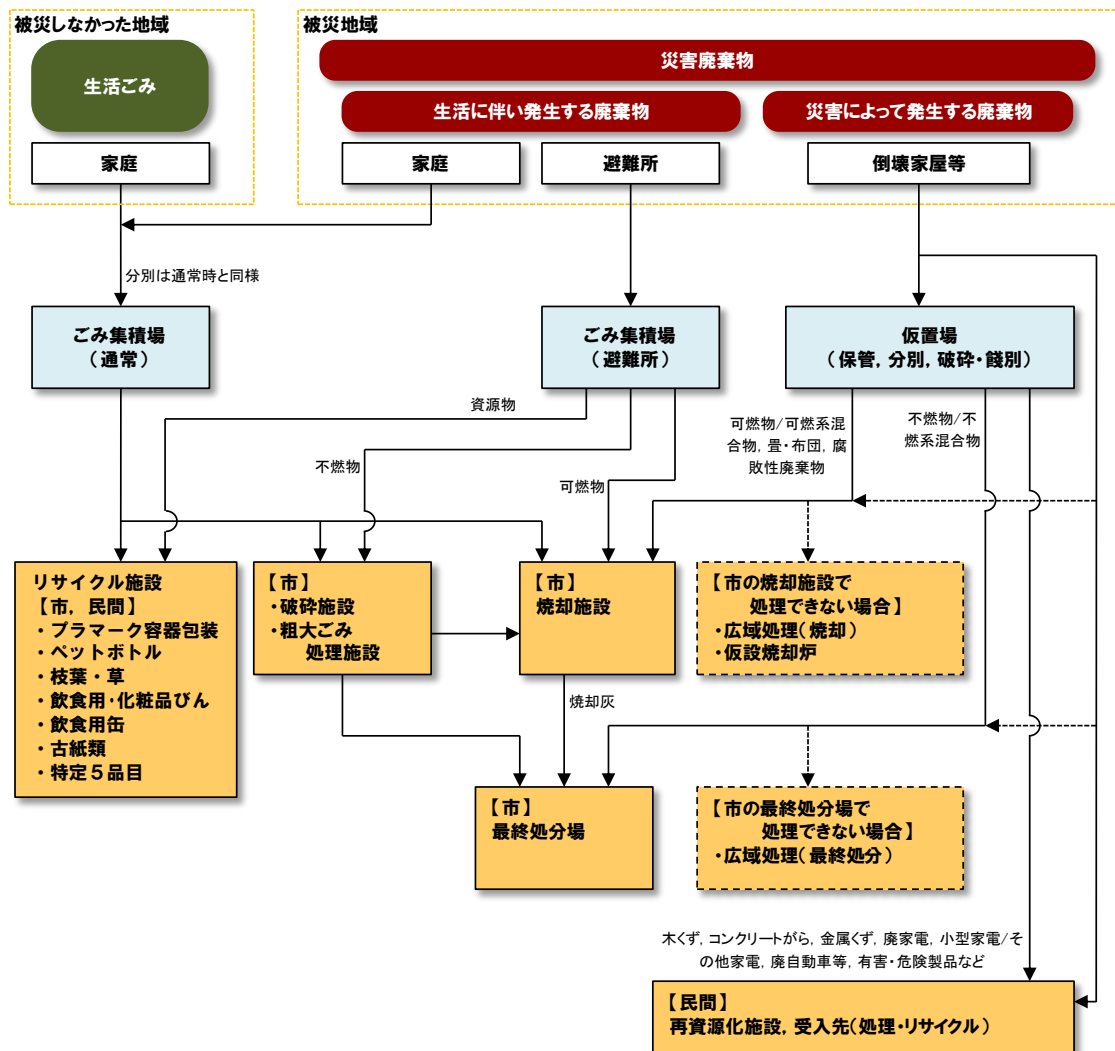 被災しなかった地域
生活ごみ
家庭
被災地域
災害廃棄物
生活に伴い発生する廃棄物
災害によって発生する廃棄物
家庭
避難所
倒壊家屋等
分別は通常時と同様
ごみ集積場
（通常）
ごみ集積場
（避難所）
仮置場
（保管，分別，破砕・餞別）
資源物
不燃物
可燃物
可燃物/可燃系混
合物，畳・布団，腐
敗性廃棄物
不燃物/不
燃系混合物
リサイクル施設
【市，民間】
・プラマーク容器包装
・ペットボトル
・枝葉・草
・飲食用・化粧品びん
・飲食用缶
・古紙類
・特定５品目
【市】
・破砕施設
・粗大ごみ
処理施設
【市】
焼却施設
【市の焼却施設で
処理できない場合】
・広域処理（焼却）
・仮設焼却炉
焼却灰
【市】
最終処分場
【市の最終処分場で
処理できない場合】
・広域処理（最終処分）
木くず，コンクリートがら，金属くず，廃家電，小型家電/そ
の他家電，廃自動車等，有害・危険製品など
【民間】
再資源化施設，受入先（処理・リサイクル）